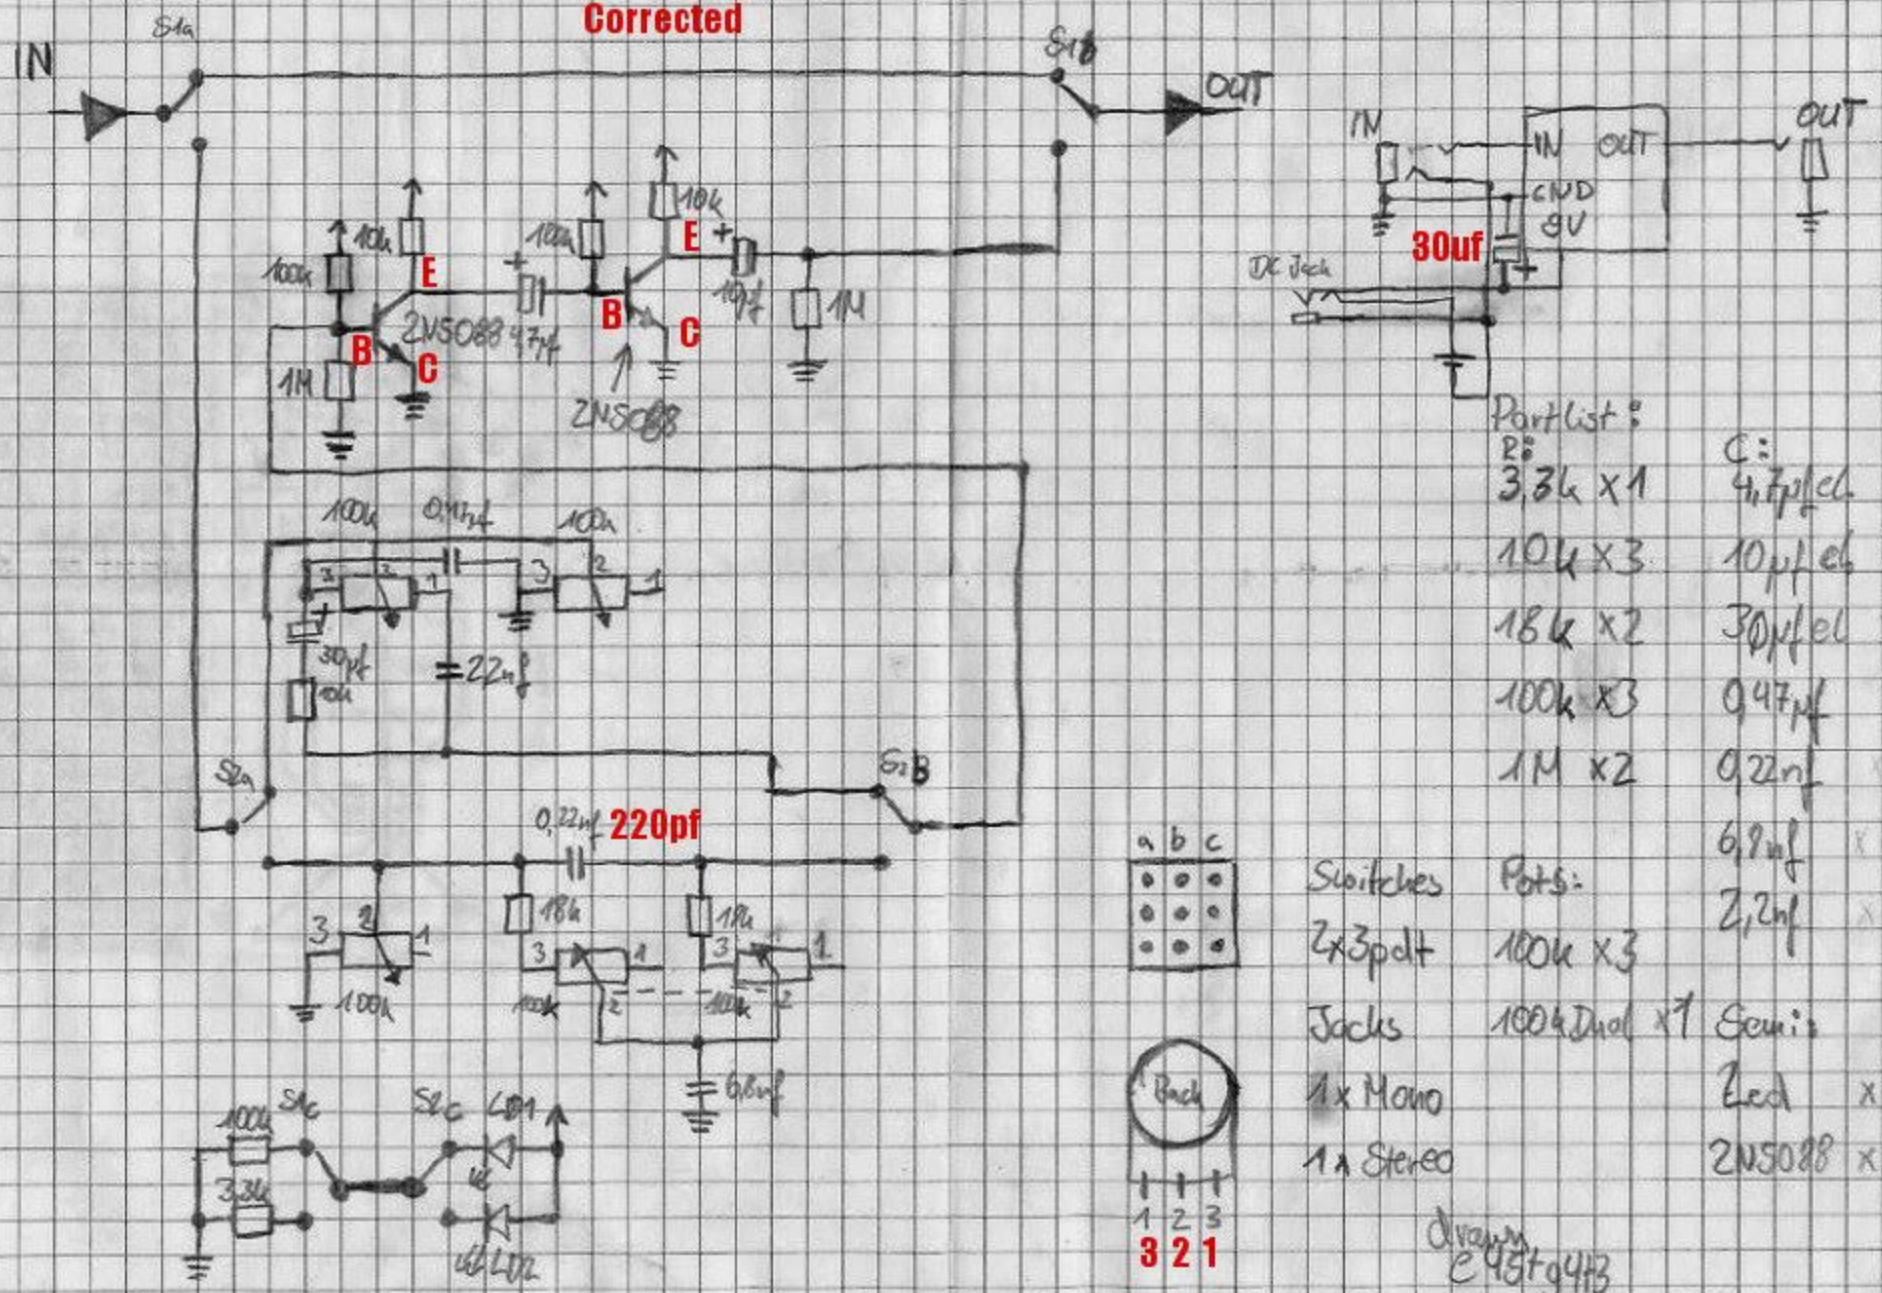 Corrected
S1a
S1b
IN
OUT
10k
10k
100k
100k
E
E
+
+
B
B
2N5088
4,7µf
10µf
1M
C
C
1M
2N5088
IN
OUT
IN
OUT
GND
9V
30uf
+
DC Jack
Partlist:
R:
C:
3,3k x1
4,7µf el.
10k x3
10µf el.
18k x2
30µf el
100k x3
0,47µf
1M x2
0,22nf
6,8nf
2,2nf
100k
100k
3
2
1
3
2
1
+
30µf
10k
22nf
S2a
S2B
0,22nf
220pf
18k
18k
3
2
1
3
1
3
1
100k
100k
2
100k
2
6,8nf
a b c
Switches
Pots:
2x3pdt
100k x3
Jacks
100k Dual x1
Semi:
1x Mono
Led x
1x Stereo
2N5088 x
Back
1 2 3
3 2 1
100k
S1c
S2c
LD1
3,3k
LD2
drawn